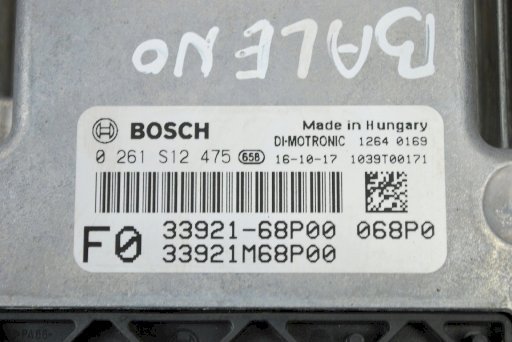 BALENO
BOSCH
Made in Hungary
DI-MOTRONIC 1264 0169
0 261 S12 475 65B 16-10-17 1039T00171
F0 33921-68P00 068P0
33921M68P00